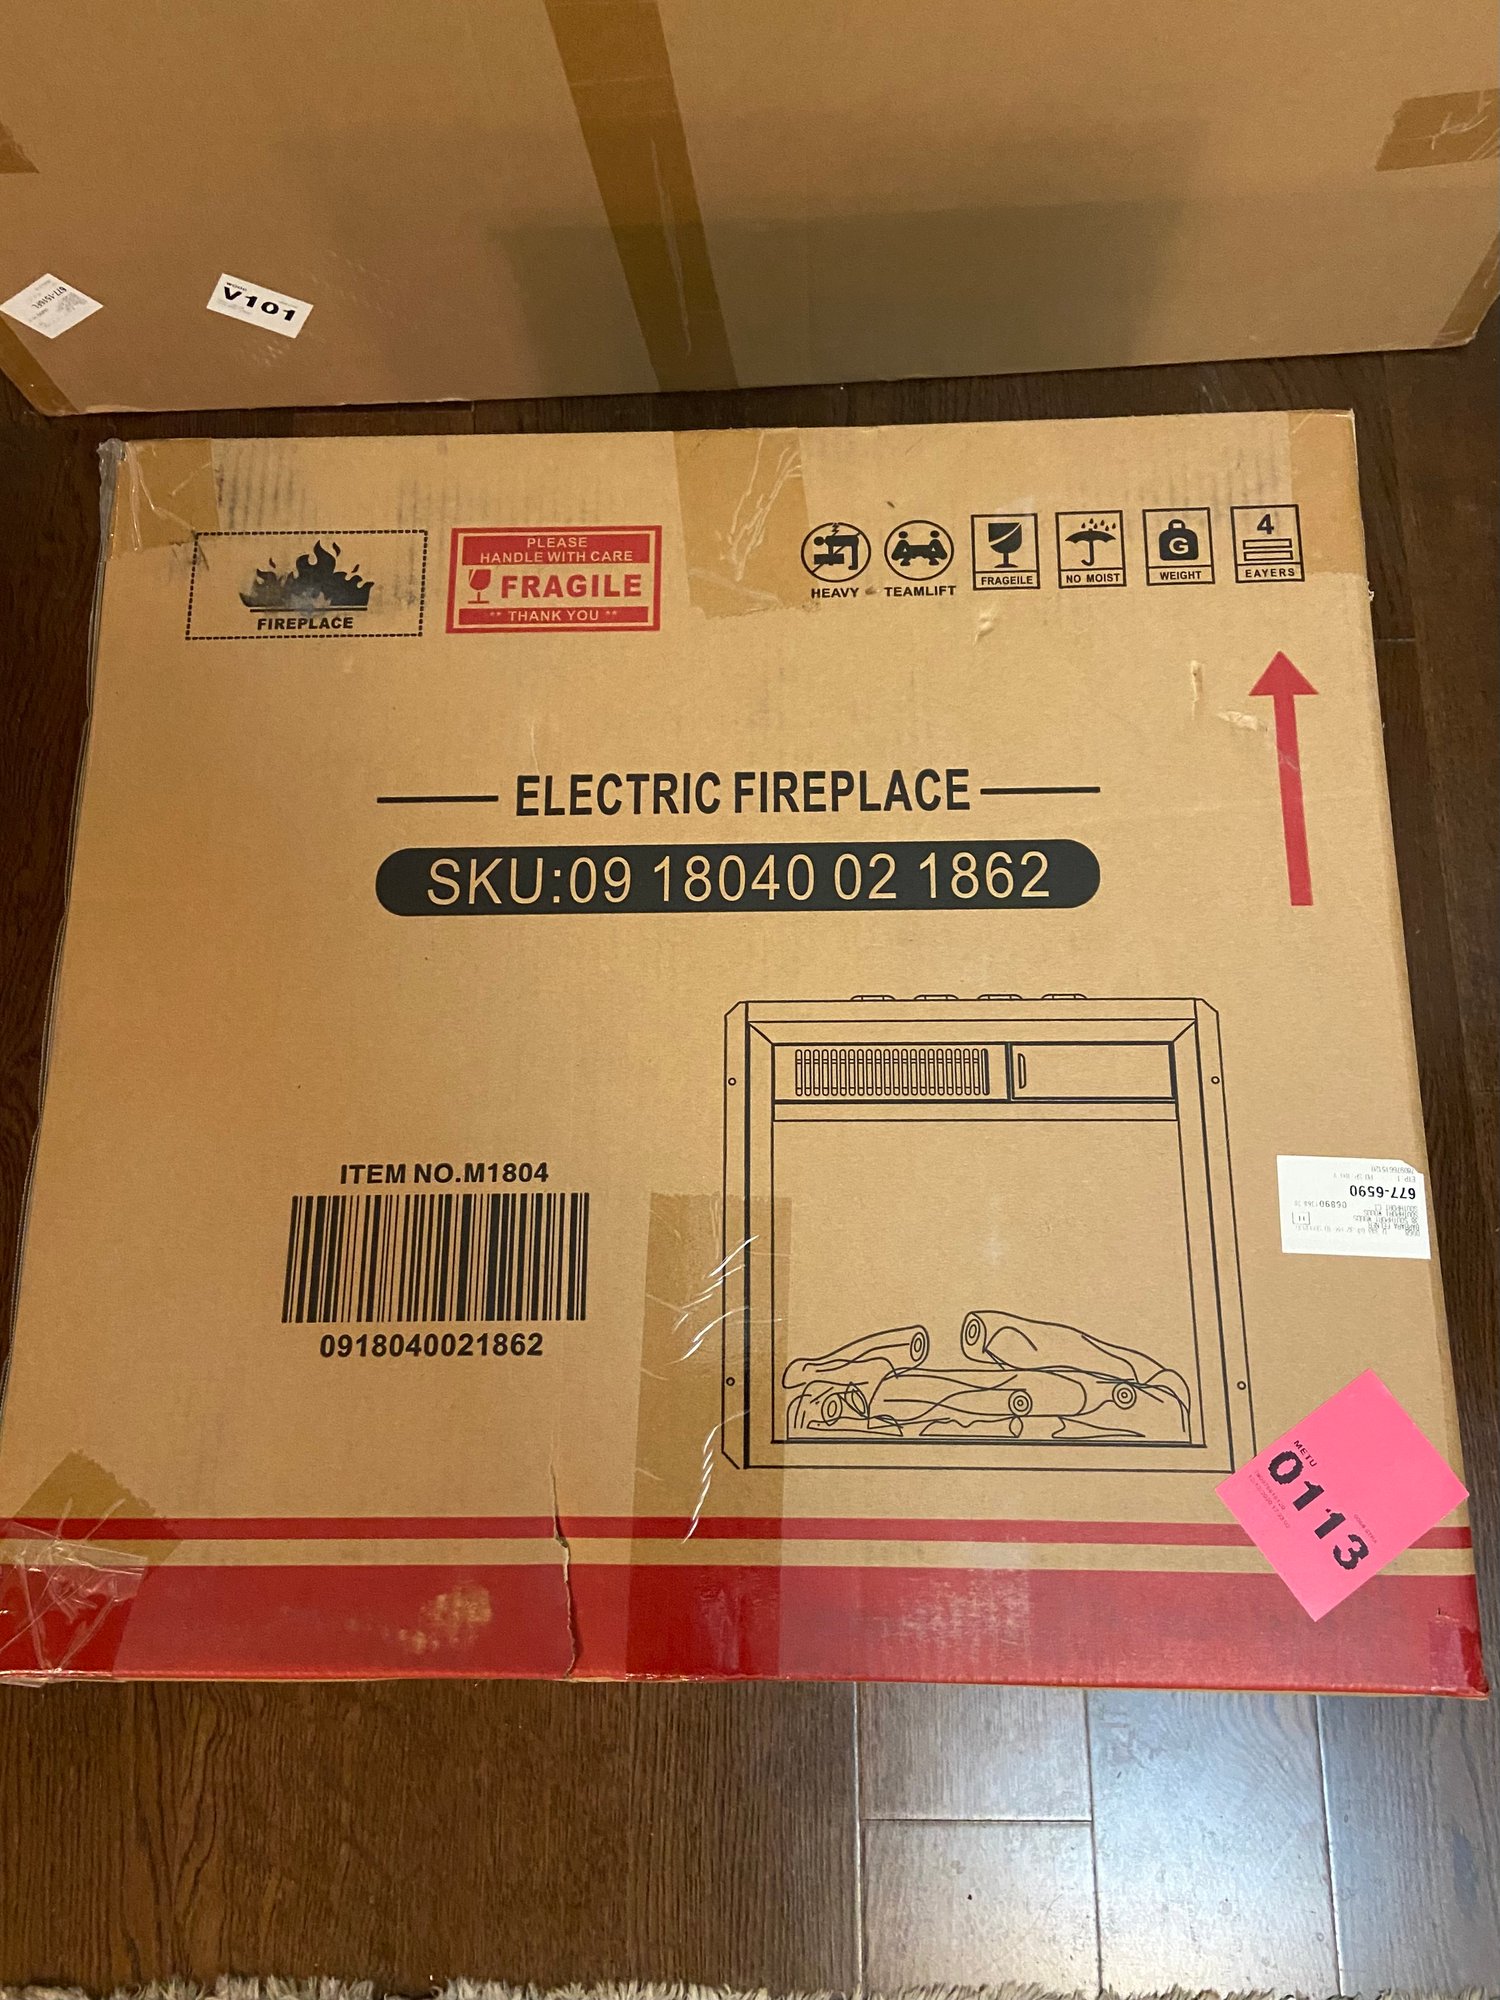 V101
FIREPLACE
PLEASE
HANDLE WITH CARE
FRAGILE
" THANK YOU "
HEAVY
TEAMLIFT
FRAGEILE
NO MOIST
G
WEIGHT
4
EAYERS
ELECTRIC FIREPLACE
SKU:09 18040 02 1862
ITEM NO.M1804
0918040021862
677-6590
METU
0113